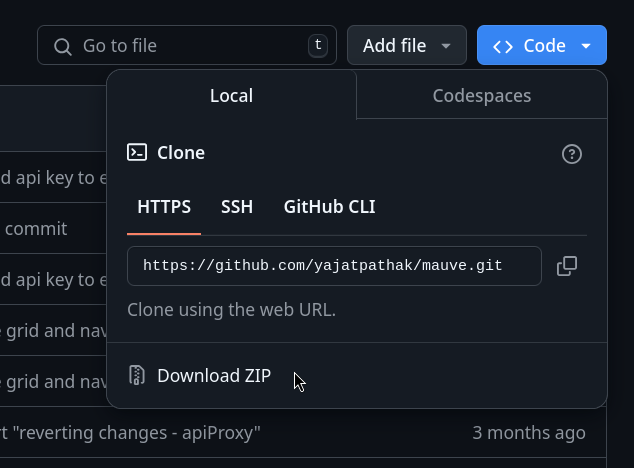 Go to file
t
Add file
Code
Local
Codespaces
Clone
HTTPS
SSH
GitHub CLI
https://github.com/yajatpathak/mauve.git
Clone using the web URL.
Download ZIP
d api key to e
commit
d api key to e
e grid and nav
e grid and nav
rt "reverting changes - apiProxy"
3 months ago